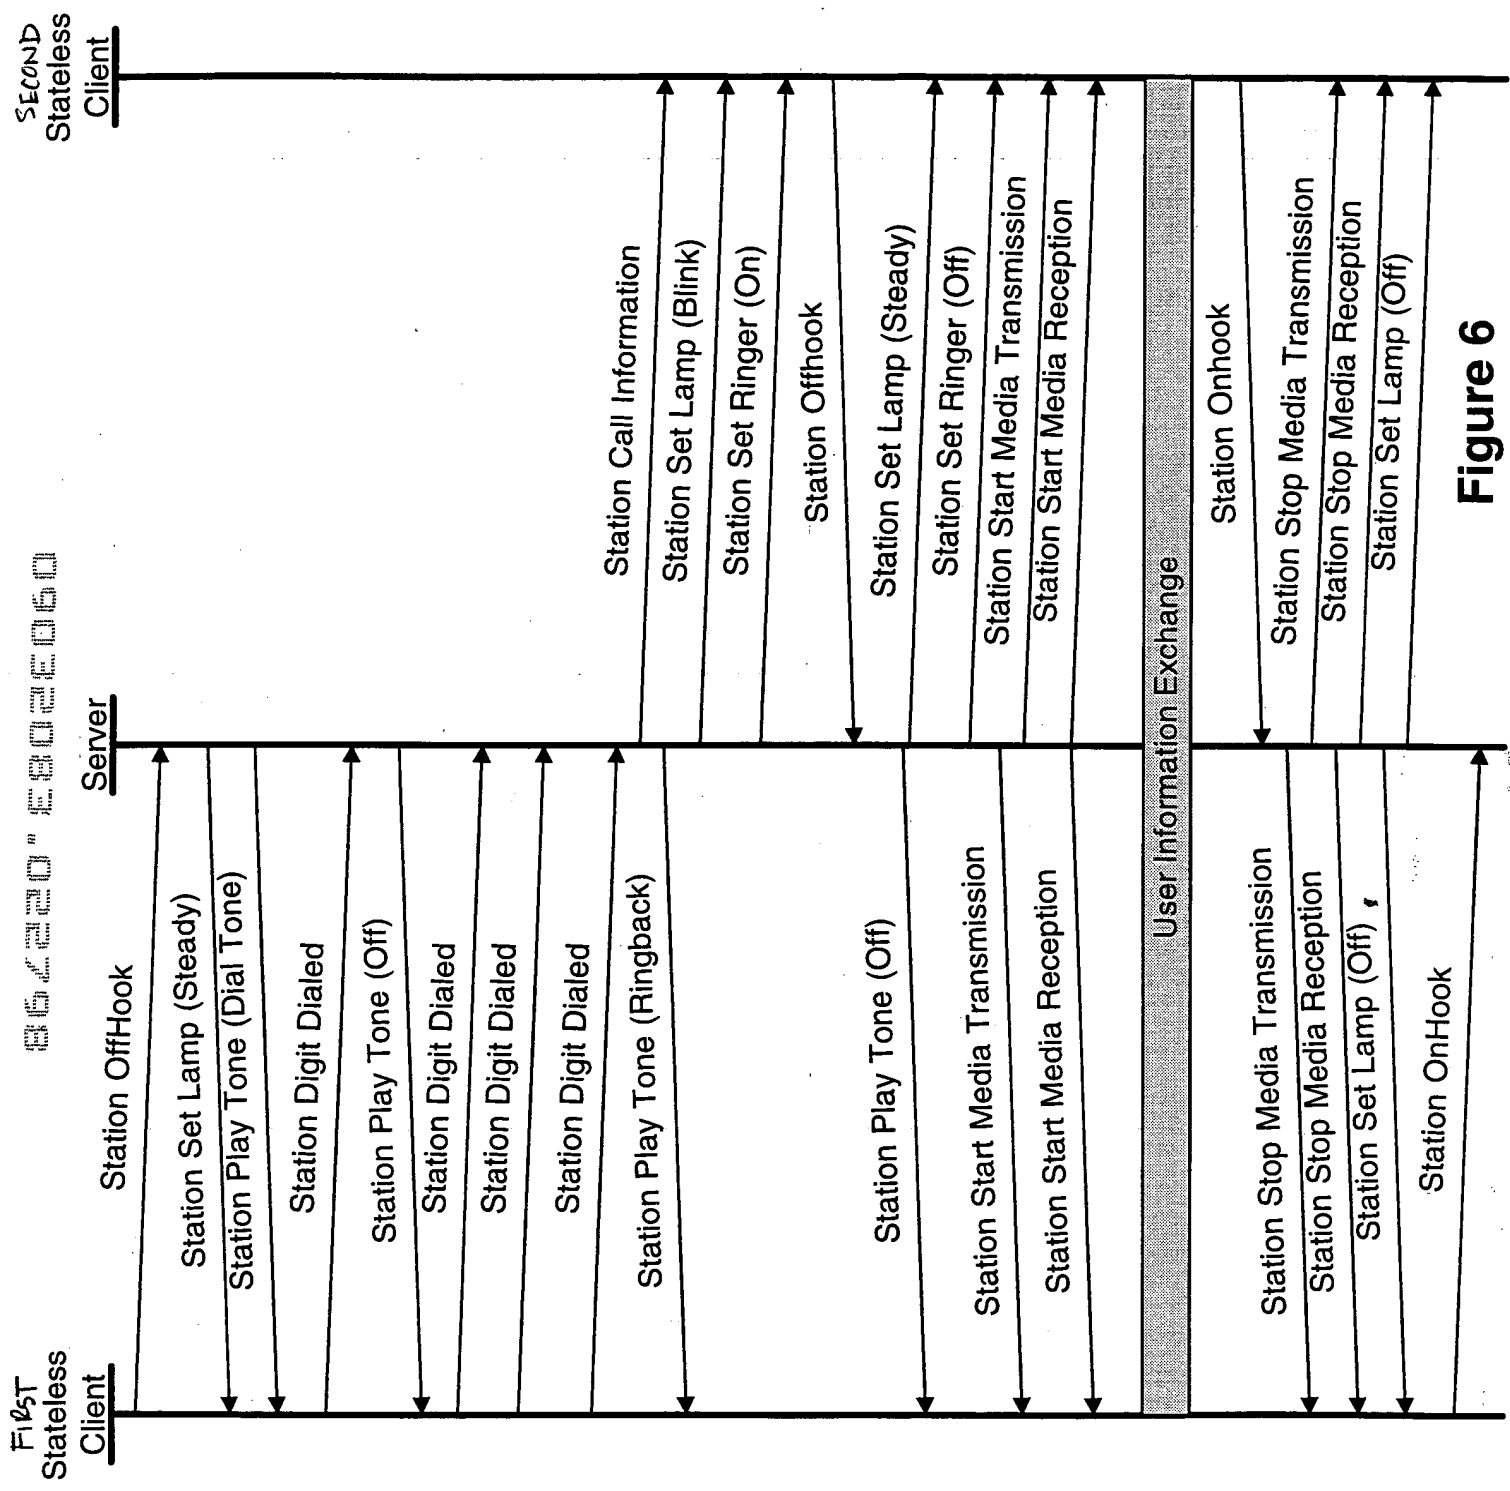 09032083.022798
FIRST
Stateless
Client
Server
SECOND
Stateless
Client
Station OffHook
Station Set Lamp (Steady)
Station Play Tone (Dial Tone)
Station Digit Dialed
Station Play Tone (Off)
Station Digit Dialed
Station Digit Dialed
Station Digit Dialed
Station Call Information
Station Play Tone (Ringback)
Station Set Lamp (Blink)
Station Set Ringer (On)
Station Offhook
Station Play Tone (Off)
Station Set Lamp (Steady)
Station Set Ringer (Off)
Station Start Media Transmission
Station Start Media Transmission
Station Start Media Reception
Station Start Media Reception
User Information Exchange
Station Onhook
Station Stop Media Transmission
Station Stop Media Transmission
Station Stop Media Reception
Station Stop Media Reception
Station Set Lamp (Off)
Station Set Lamp (Off)
Station OnHook
Figure 6